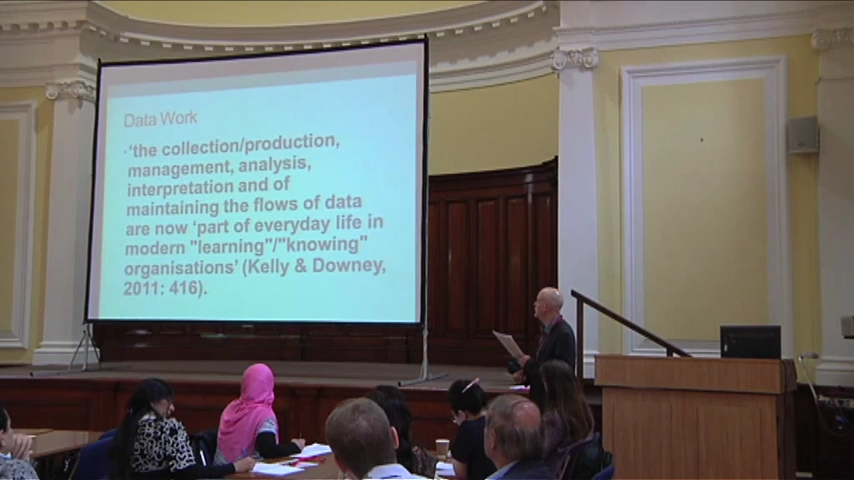 Data Work
•‘the collection/production,
management, analysis,
interpretation and of
maintaining the flows of data
are now ‘part of everyday life in
modern "learning"/"knowing"
organisations’ (Kelly & Downey,
2011: 416).